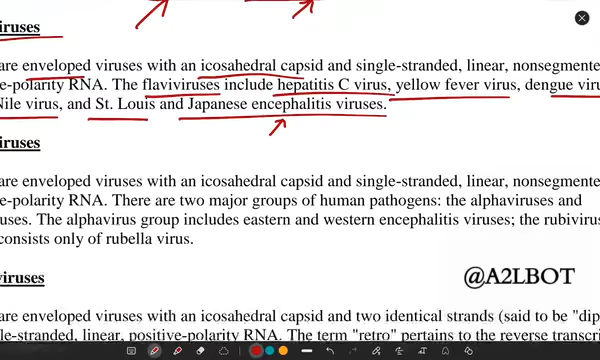 iruses
are enveloped viruses with an icosahedral capsid and single-stranded, linear, nonsegmente
e-polarity RNA. The flaviviruses include hepatitis C virus, yellow fever virus, dengue viru
Nile virus, and St. Louis and Japanese encephalitis viruses.
iruses
are enveloped viruses with an icosahedral capsid and single-stranded, linear, nonsegmente
e-polarity RNA. There are two major groups of human pathogens: the alphaviruses and
uses. The alphavirus group includes eastern and western encephalitis viruses; the rubivirus
consists only of rubella virus.
viruses
@A2LBOT
are enveloped viruses with an icosahedral capsid and two identical strands (said to be "dip
le-stranded, linear, positive-polarity RNA. The term "retro" pertains to the reverse transcri